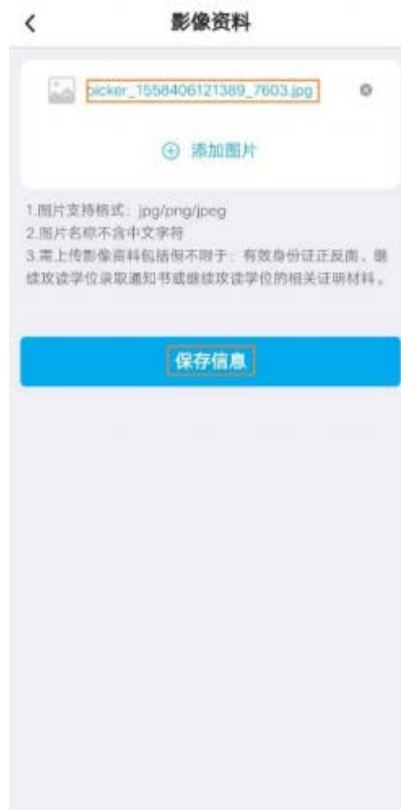 影像资料
picker_1558406121389_7603.jpg
添加图片
1.图片支持格式：jpg/png/jpeg
2.图片名称不含中文字符
3.需上传影像资料包括但不限于：有效身份证正反面、继
续攻读学位录取通知书或继续攻读学位的相关证明材料。
保存信息